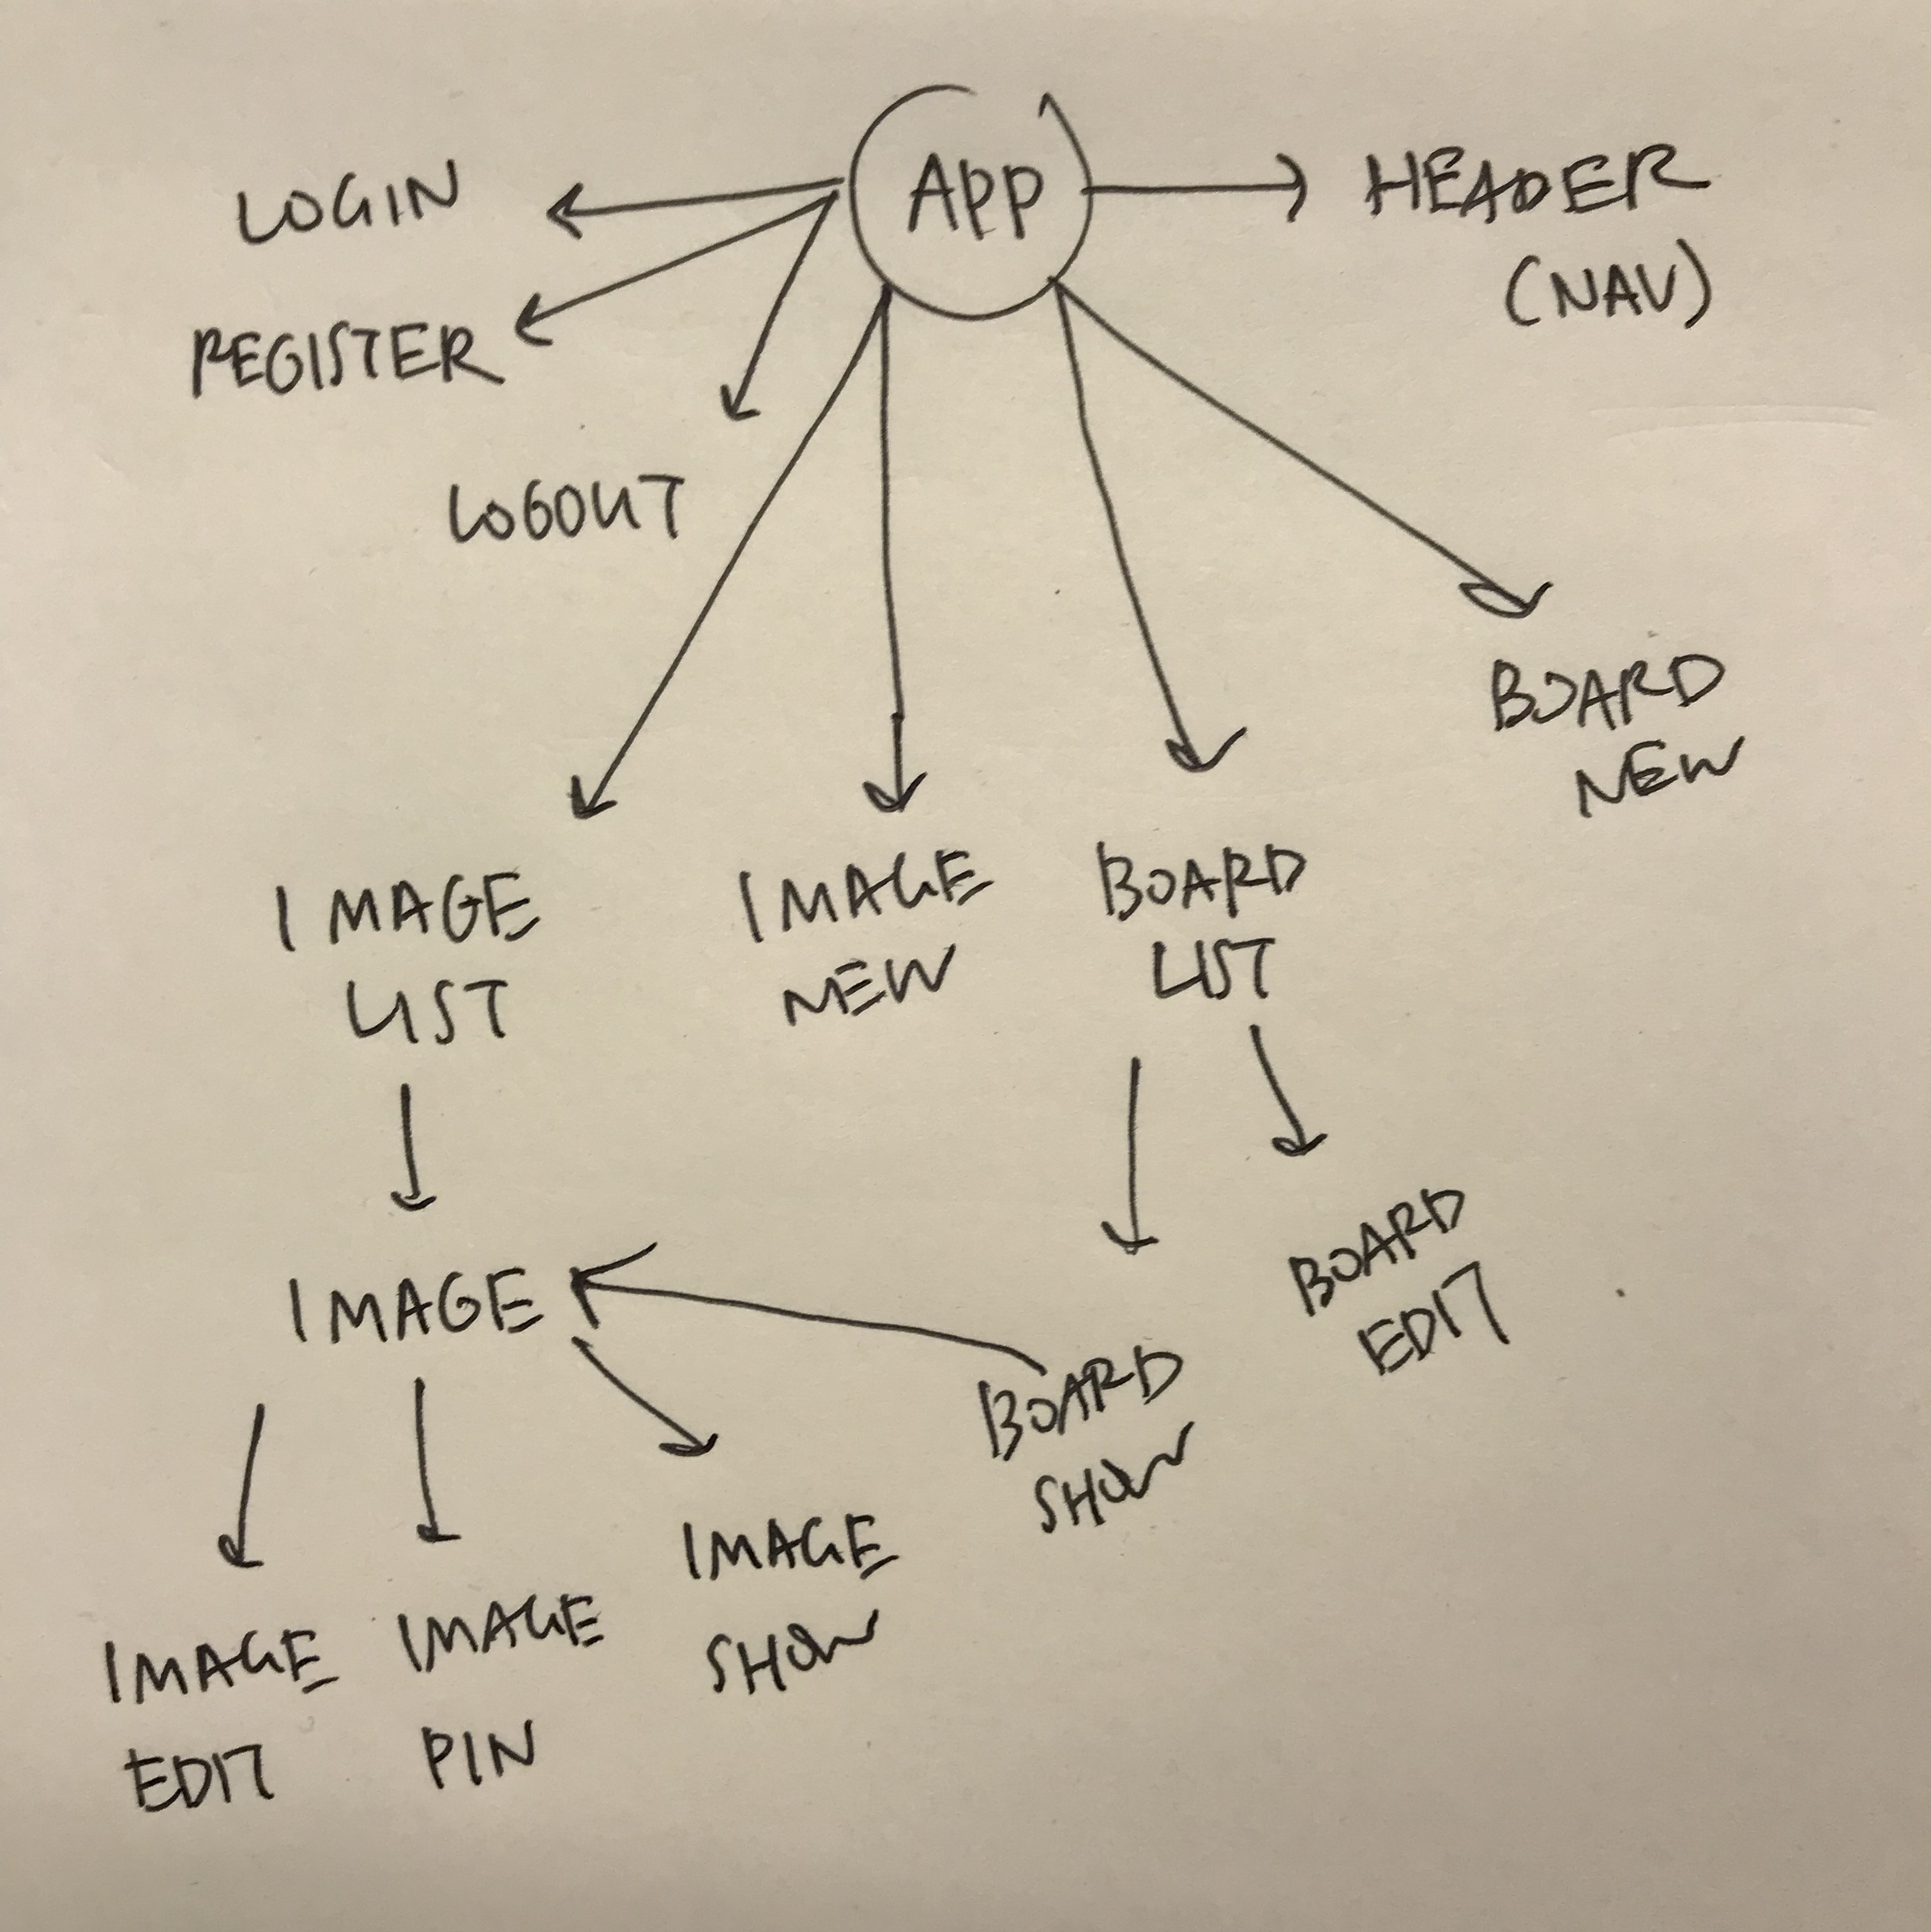 App
LOGIN
HEADER
(NAV)
REGISTER
LOGOUT
BOARD
NEW
IMAGE
LIST
IMAGE
NEW
BOARD
LIST
IMAGE
BOARD
EDIT
BOARD
SHOW
IMAGE
EDIT
IMAGE
PIN
IMAGE
SHOW